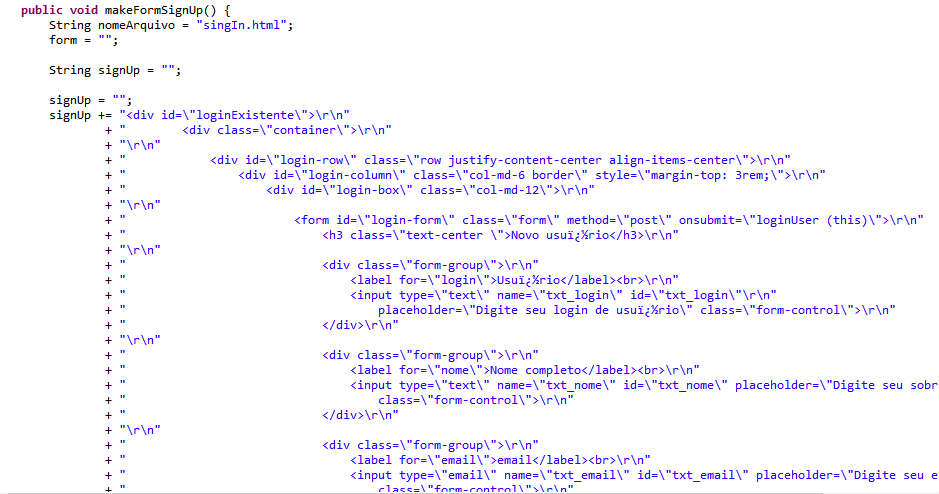 public void makeFormSignUp() {
String nomeArquivo = "singIn.html";
form = "";
String signUp = "";
signUp = "";
signUp += "<div id=\"loginExistente\">\r\n"
+ "        <div class=\"container\">\r\n"
+ "\r\n"
+ "            <div id=\"login-row\" class=\"row justify-content-center align-items-center\">\r\n"
+ "                <div id=\"login-column\" class=\"col-md-6 border\" style=\"margin-top: 3rem;\">\r\n"
+ "                    <div id=\"login-box\" class=\"col-md-12\">\r\n"
+ "\r\n"
+ "                        <form id=\"login-form\" class=\"form\" method=\"post\" onsubmit=\"loginUser (this)\">\r\n"
+ "                            <h3 class=\"text-center \">Novo usuï¿½rio</h3>\r\n"
+ "\r\n"
+ "                            <div class=\"form-group\">\r\n"
+ "                                <label for=\"login\">Usuï¿½rio</label><br>\r\n"
+ "                                <input type=\"text\" name=\"txt_login\" id=\"txt_login\"\r\n"
+ "                                    placeholder=\"Digite seu login de usuï¿½rio\" class=\"form-control\">\r\n"
+ "                            </div>\r\n"
+ "\r\n"
+ "                            <div class=\"form-group\">\r\n"
+ "                                <label for=\"nome\">Nome completo</label><br>\r\n"
+ "                                <input type=\"text\" name=\"txt_nome\" id=\"txt_nome\" placeholder=\"Digite seu sobr
+ "                                    class=\"form-control\">\r\n"
+ "                            </div>\r\n"
+ "\r\n"
+ "                            <div class=\"form-group\">\r\n"
+ "                                <label for=\"email\">email</label><br>\r\n"
+ "                                <input type=\"email\" name=\"txt_email\" id=\"txt_email\" placeholder=\"Digite seu e
+ "                                    class=\"form-control\">\r\n"